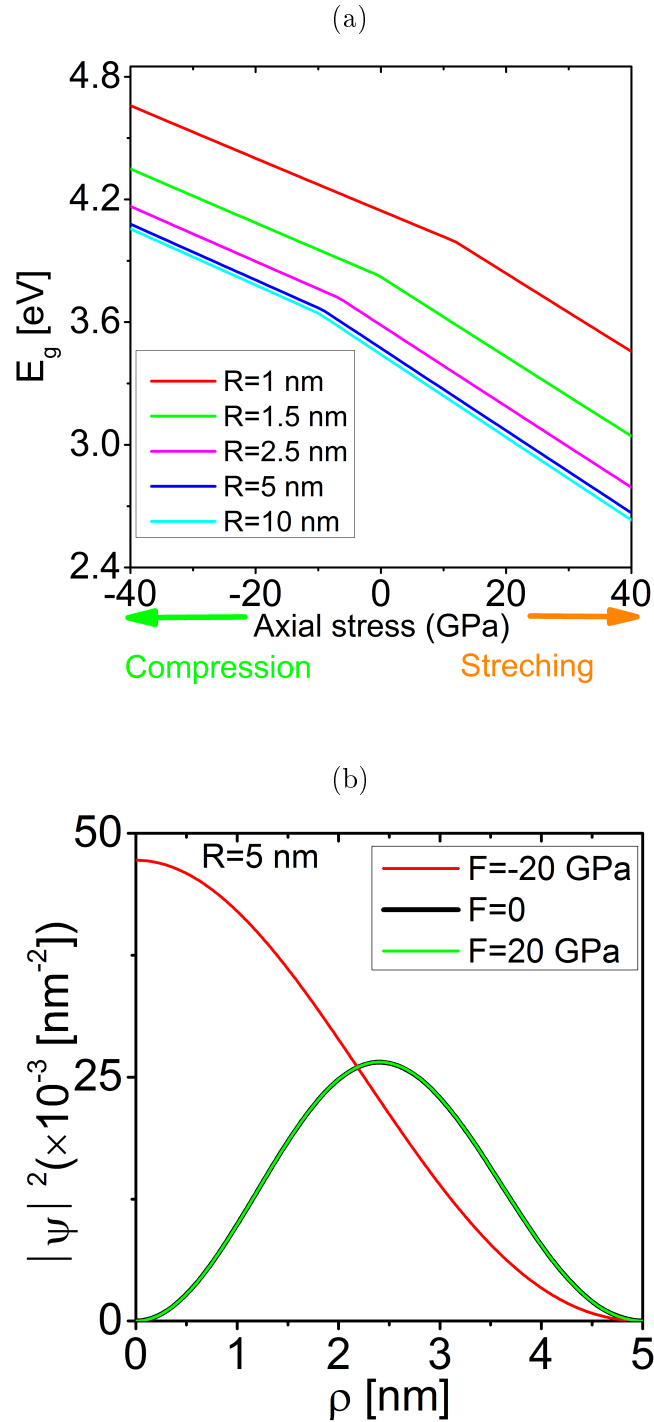 (a)
4.8
4.2
3.6
3.0
2.4
E_g [eV]
R=1 nm
R=1.5 nm
R=2.5 nm
R=5 nm
R=10 nm
-40 -20 0 20 40
Axial stress (GPa)
Compression Streching
(b)
50
25
0
|ψ|²(×10⁻³ [nm⁻²])
R=5 nm
F=-20 GPa
F=0
F=20 GPa
0 1 2 3 4 5
ρ [nm]